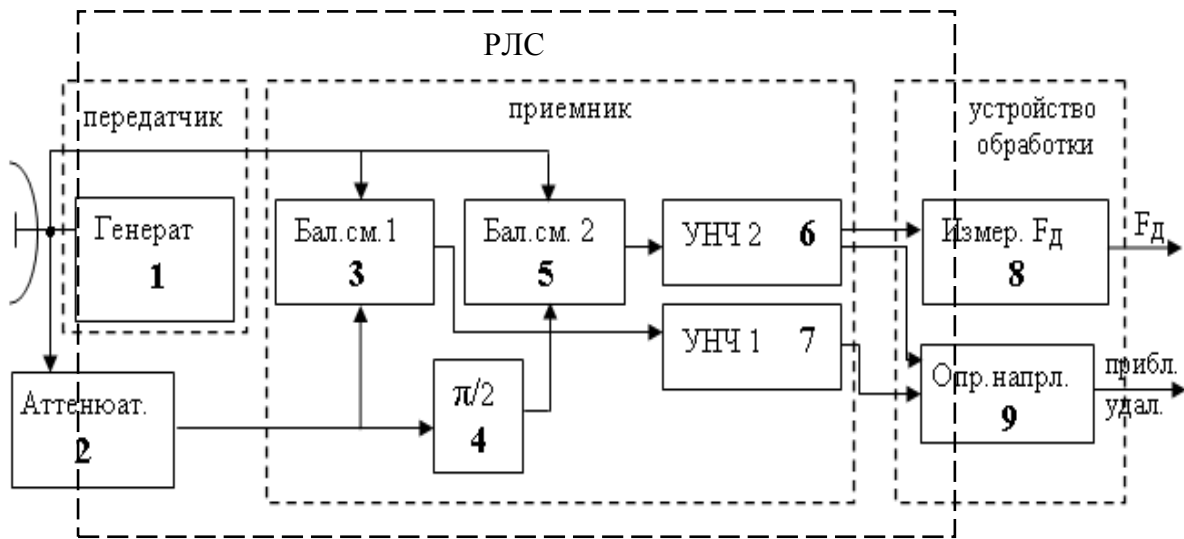 РЛС
передатчик
приемник
устройство
обработки
Генерат
1
Бал.см.1
3
Бал.см. 2
5
УНЧ 2 6
Измер. Fд
8
Fд
УНЧ 1 7
Аттенюат.
2
π/2
4
Опр.напрл.
9
прибл.
удал.